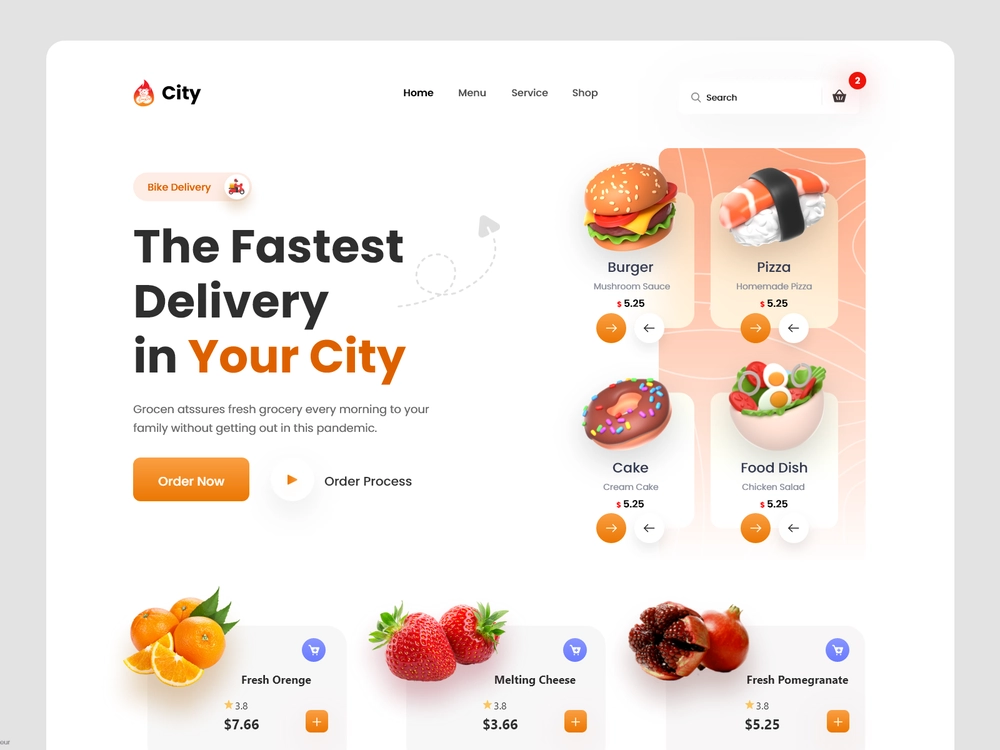 City
Home Menu Service Shop
Search
2
Bike Delivery
The Fastest
Delivery
in Your City
Grocen atssures fresh grocery every morning to your
family without getting out in this pandemic.
Order Now
Order Process
Burger
Mushroom Sauce
$ 5.25
Pizza
Homemade Pizza
$ 5.25
Cake
Cream Cake
$ 5.25
Food Dish
Chicken Salad
$ 5.25
Fresh Orenge
3.8
$7.66
Melting Cheese
3.8
$3.66
Fresh Pomegranate
3.8
$5.25